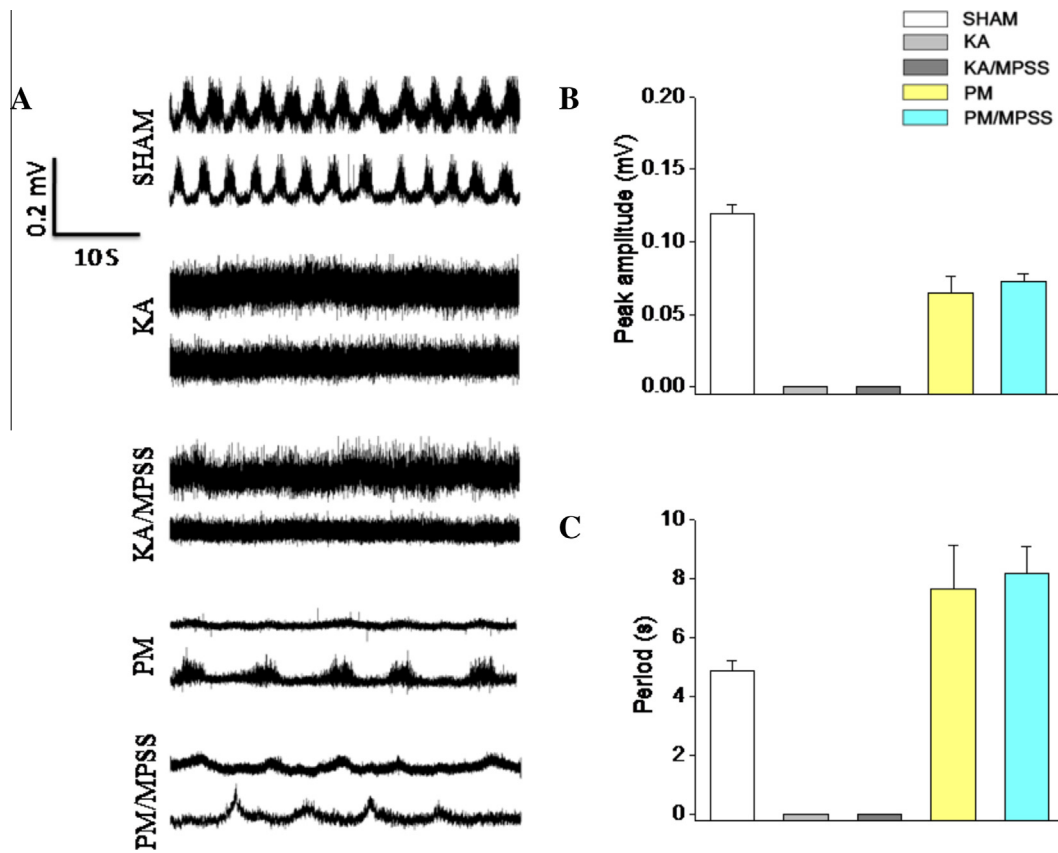 A
SHAM
0.2 mV
10 S
KA
KA/MPSS
PM
PM/MPSS
SHAM
KA
KA/MPSS
PM
PM/MPSS
B
Peak amplitude (mV)
0.20
0.15
0.10
0.05
0.00
C
Period (s)
10
8
6
4
2
0